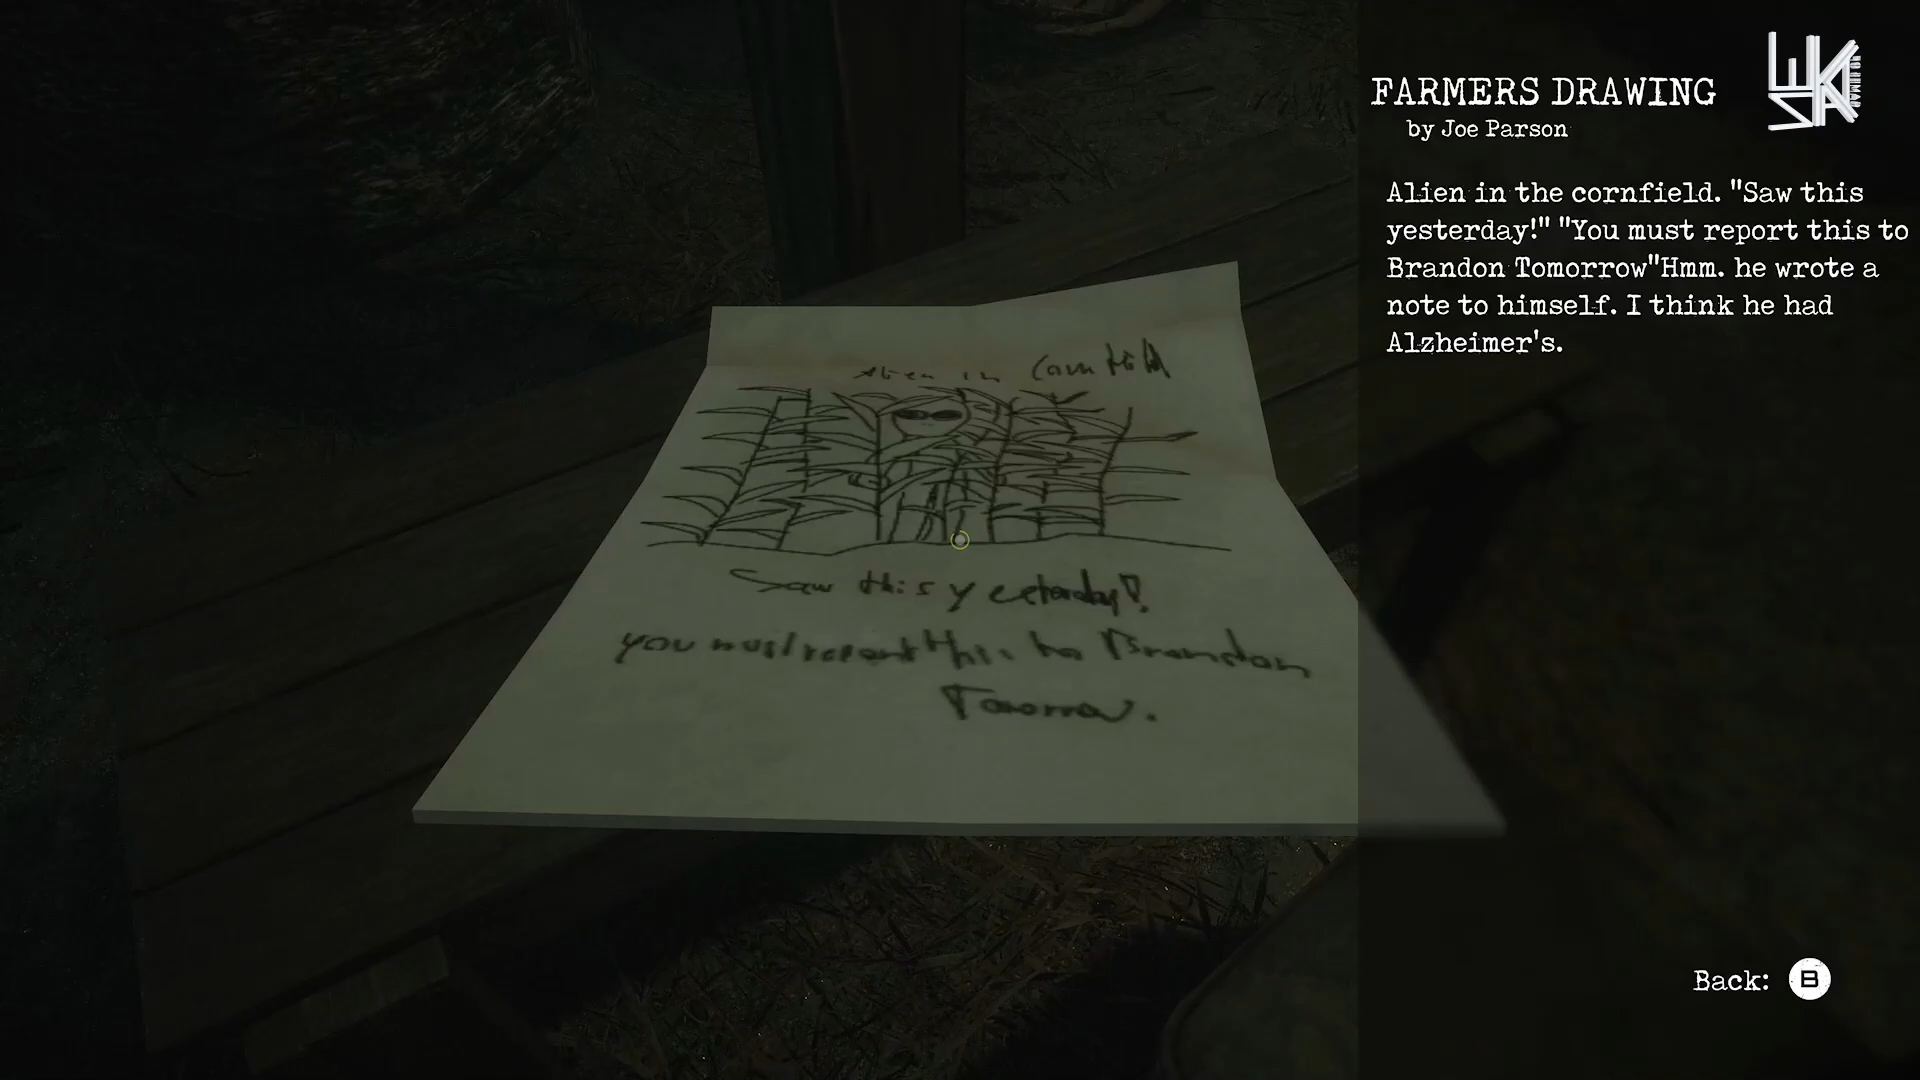 FARMERS DRAWING
by Joe Parson
Alien in the cornfield. "Saw this
yesterday!" "You must report this to
Brandon Tomorrow"Hmm. he wrote a
note to himself. I think he had
Alzheimer's.
Alien in Cornfield
Saw this yesterday!
you must report this to Brandon
Tomorrow.
Back: B